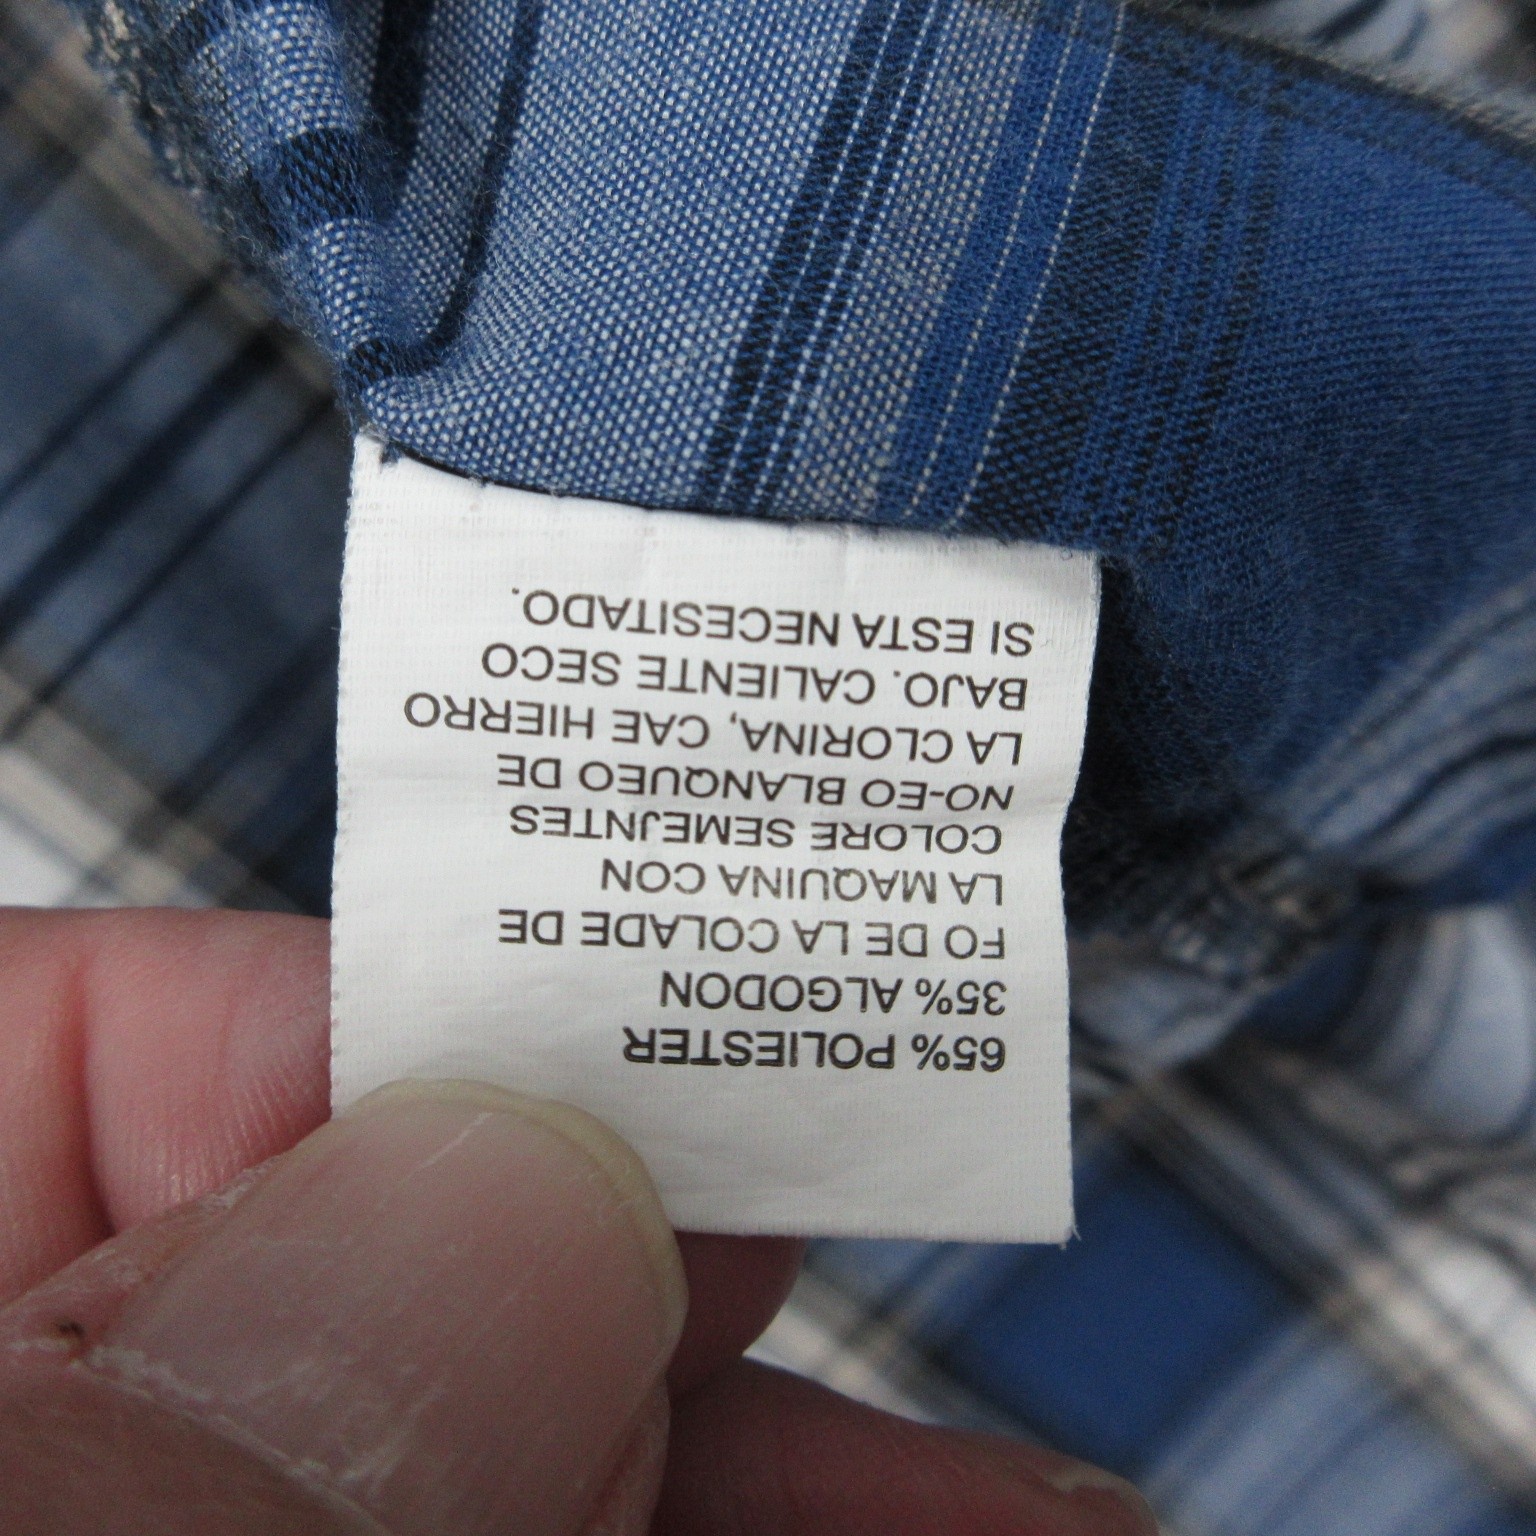 65% POLIESTER
35% ALGODON
FO DE LA COLADE DE
LA MAQUINA CON
COLORE SEMEJNTES
NO-EO BLANQUEO DE
LA CLORINA, CAE HIERRO
BAJO. CALIENTE SECO
SI ESTA NECESITADO.